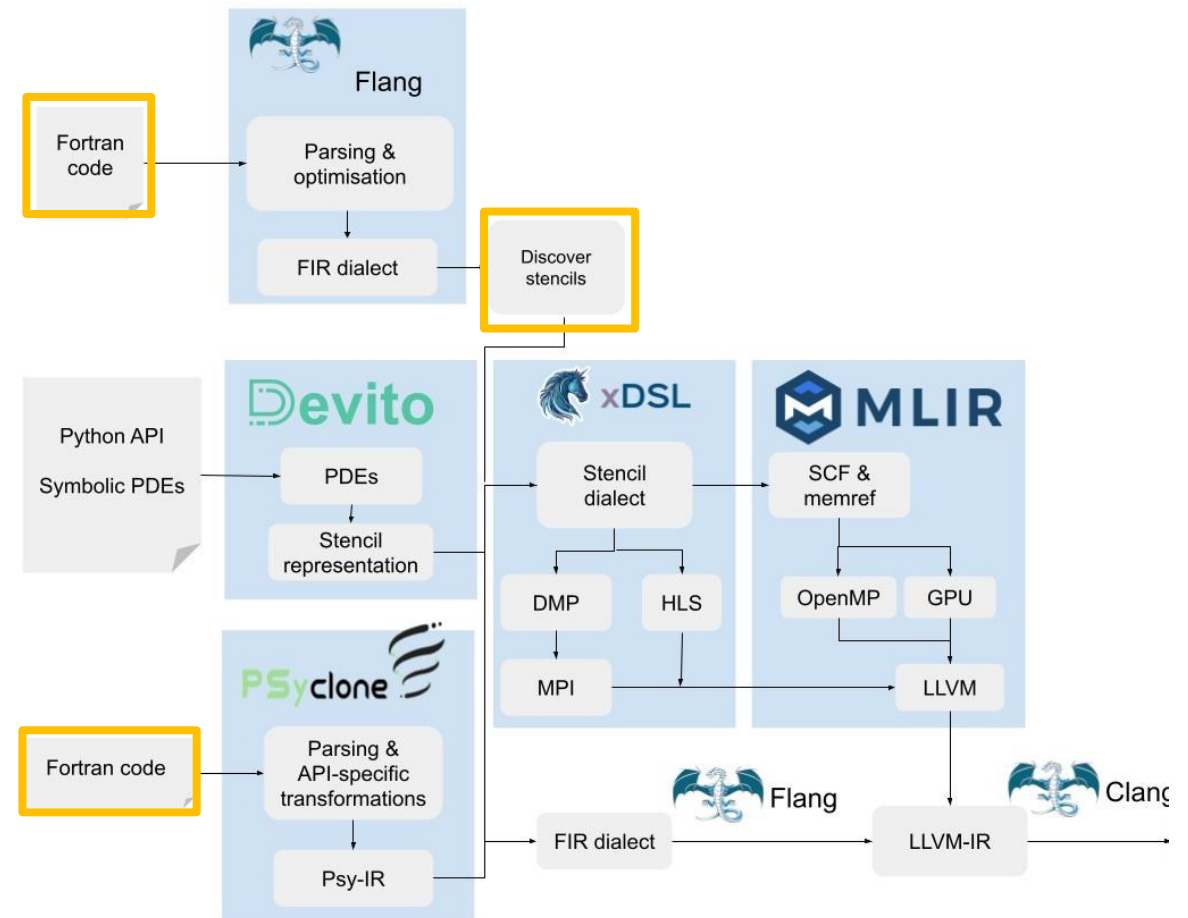 Flang
Fortran
code
Parsing &
optimisation
FIR dialect
Discover
stencils
Devito
xDSL
MLIR
Python API
Symbolic PDEs
PDEs
Stencil
representation
Stencil
dialect
SCF &
memref
DMP
HLS
OpenMP
GPU
MPI
LLVM
PSyclone
Fortran code
Parsing &
API-specific
transformations
Psy-IR
FIR dialect
Flang
LLVM-IR
Clang